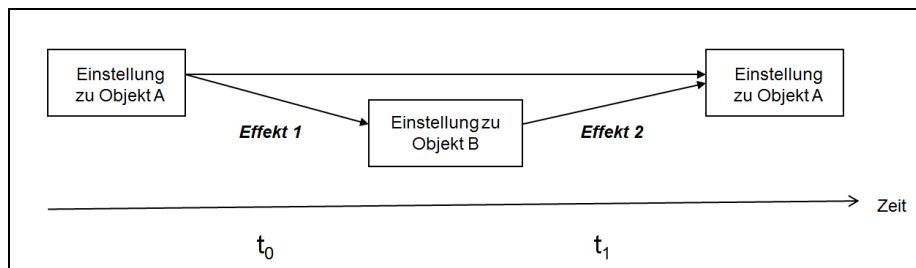 Einstellung
zu Objekt A
Effekt 1
Einstellung zu
Objekt B
Effekt 2
Einstellung
zu Objekt A
Zeit
t0
t1